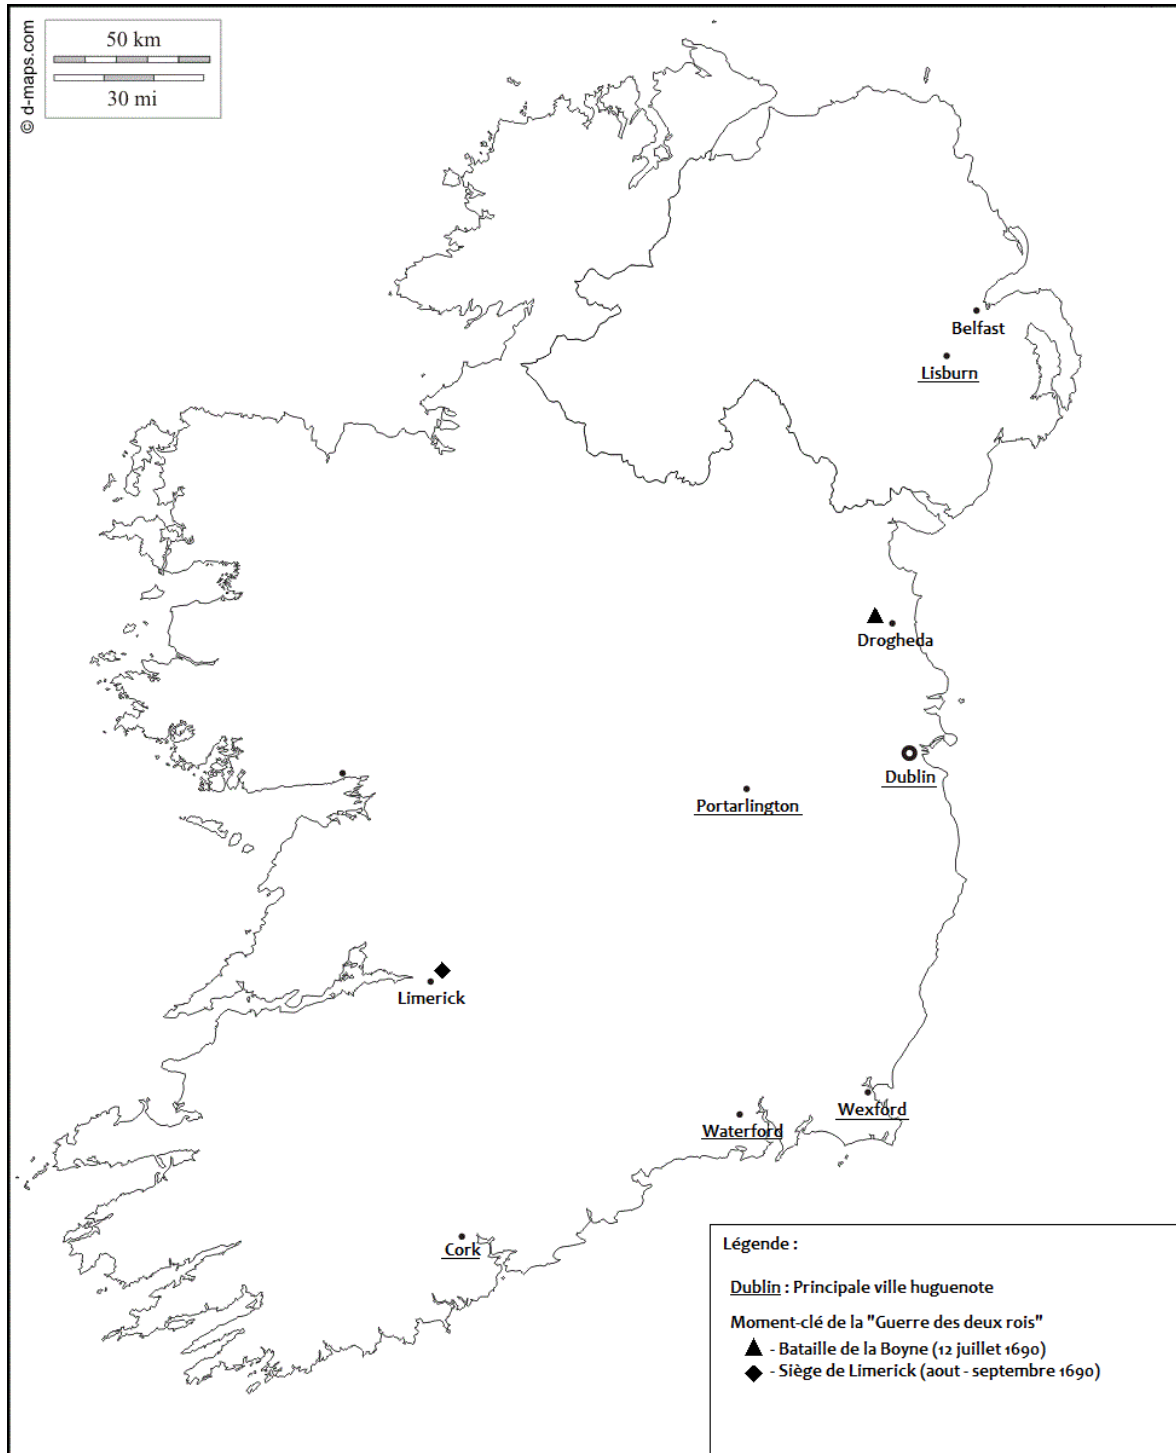 © d-maps.com
50 km
30 mi
Belfast
Lisburn
Drogheda
Dublin
Portarlington
Limerick
Wexford
Waterford
Cork
Légende :
Dublin : Principale ville huguenote
Moment-clé de la "Guerre des deux rois"
- Bataille de la Boyne (12 juillet 1690)
- Siège de Limerick (aout - septembre 1690)